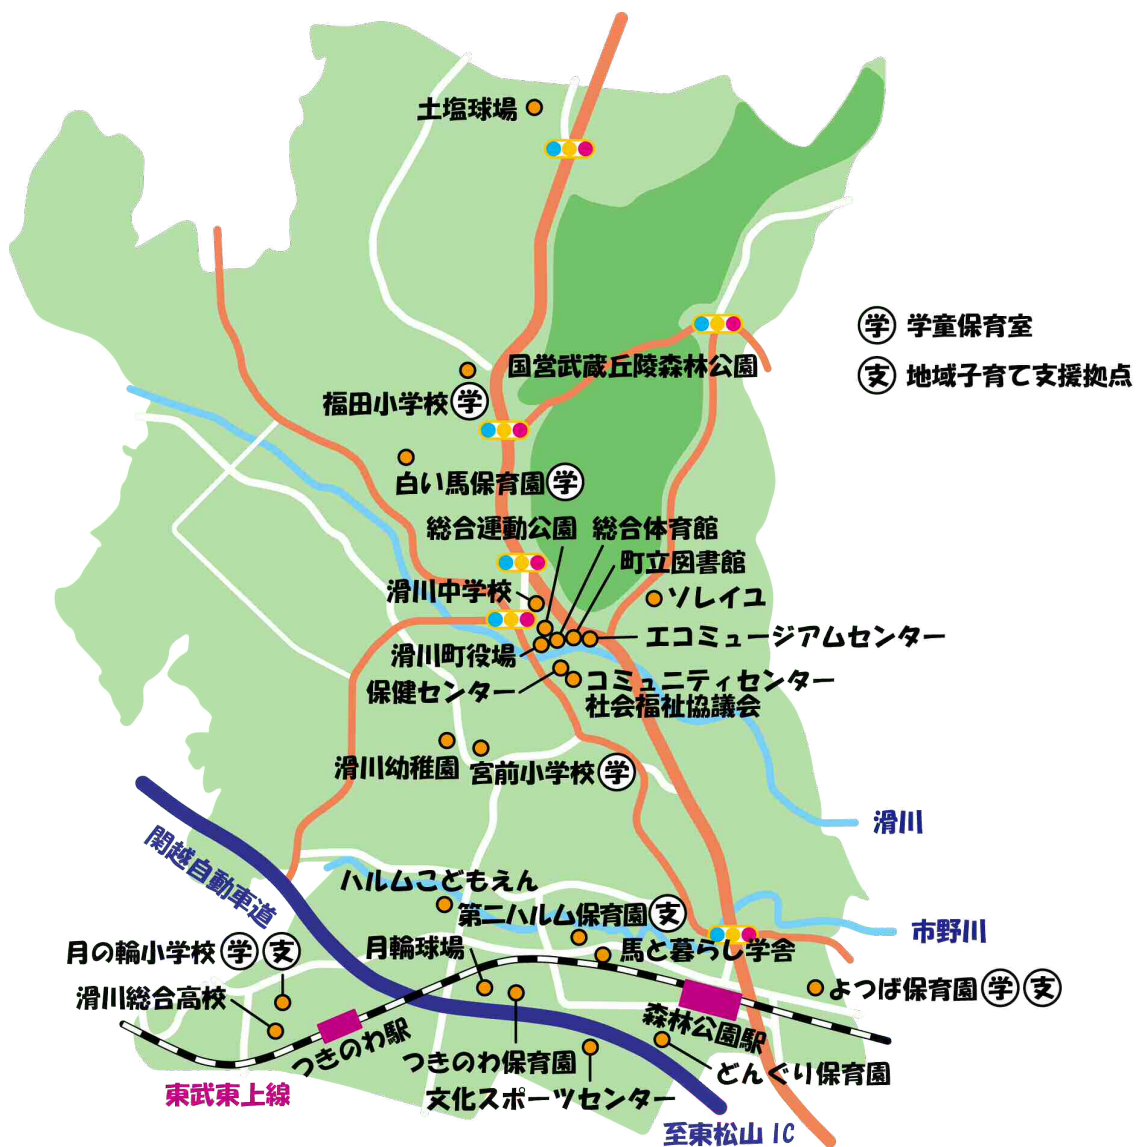 土塩球場
学 学童保育室
国営武蔵丘陵森林公園
支 地域子育て支援拠点
福田小学校 学
白い馬保育園 学
総合運動公園
総合体育館
町立図書館
滑川中学校
ソレイユ
エコミュージアムセンター
滑川町役場
保健センター
コミュニティセンター
社会福祉協議会
滑川幼稚園
宮前小学校 学
滑川
関越自動車道
ハルムこどもえん
第二ハルム保育園 支
市野川
月の輪小学校 学 支
月輪球場
馬と暮らし学舎
よつば保育園 学 支
滑川総合高校
つきのわ駅
森林公園駅
つきのわ保育園
どんぐり保育園
東武東上線
文化スポーツセンター
至東松山 IC